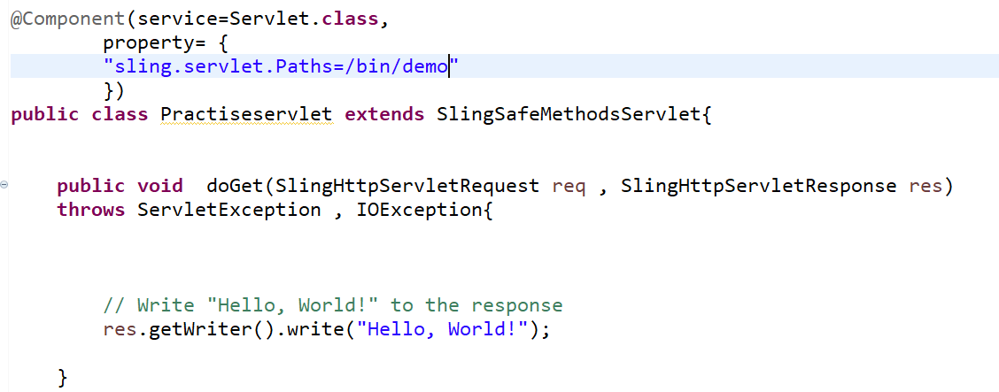 @Component(service=Servlet.class,
property= {
"sling.servlet.Paths=/bin/demo"
})
public class Practiseservlet extends SlingSafeMethodsServlet{
public void  doGet(SlingHttpServletRequest req , SlingHttpServletResponse res)
throws ServletException , IOException{
// Write "Hello, World!" to the response
res.getWriter().write("Hello, World!");
}